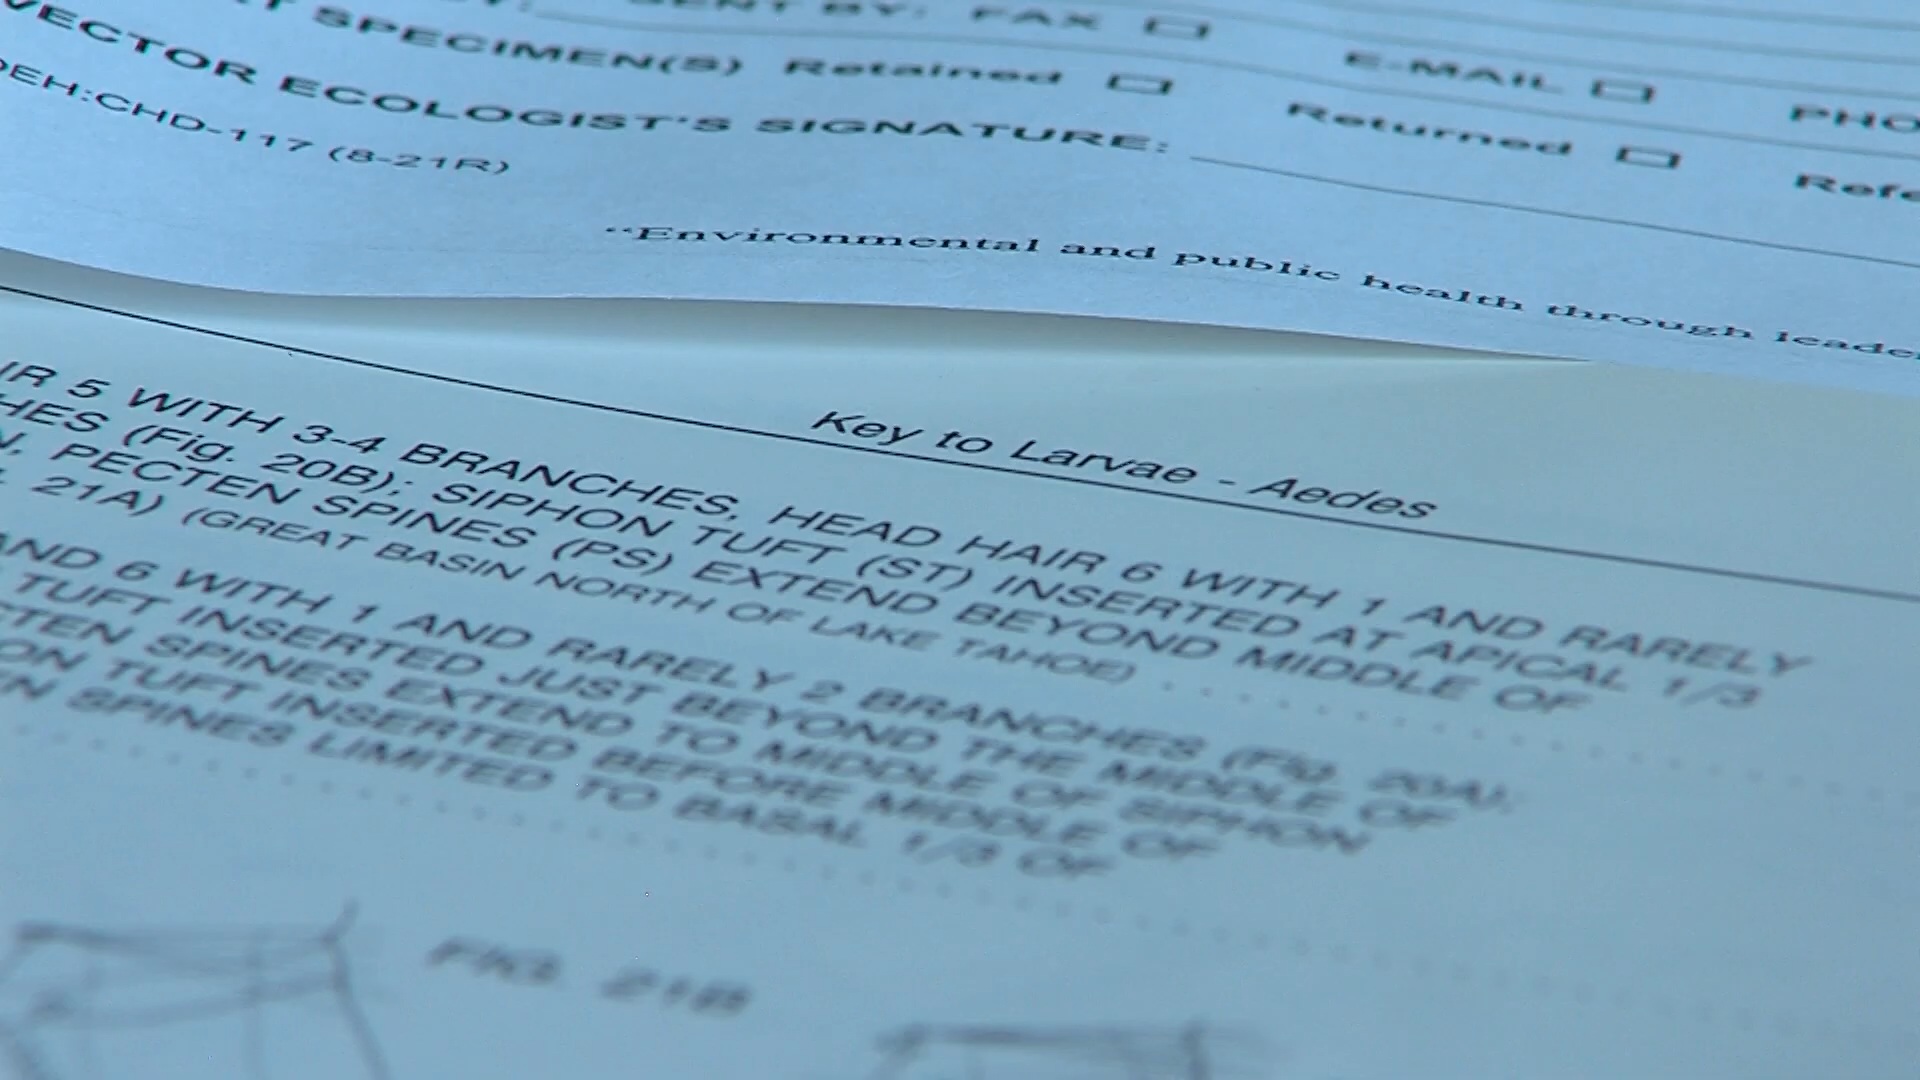 SENT BY: FAX
E-MAIL
SPECIMEN(S) Retained
Returned
VECTOR ECOLOGIST'S SIGNATURE:
DEH:CHD-117 (8-21R)
"Environmental and public health through
Key to Larvae - Aedes
5 WITH 3-4 BRANCHES, HEAD HAIR 6 WITH 1 AND RARELY
(Fig. 20B); SIPHON TUFT (ST) INSERTED AT APICAL 1/3
PECTEN SPINES (PS) EXTEND BEYOND MIDDLE OF
21A) (GREAT BASIN NORTH OF LAKE TAHOE)
AND 6 WITH 1 AND RARELY 2 BRANCHES (Fig. 20A);
TUFT INSERTED JUST BEYOND THE MIDDLE OF
SPINES EXTEND TO MIDDLE OF SIPHON
TUFT INSERTED BEFORE MIDDLE OF
SPINES LIMITED TO BASAL 1/3 OF
FIG. 21B